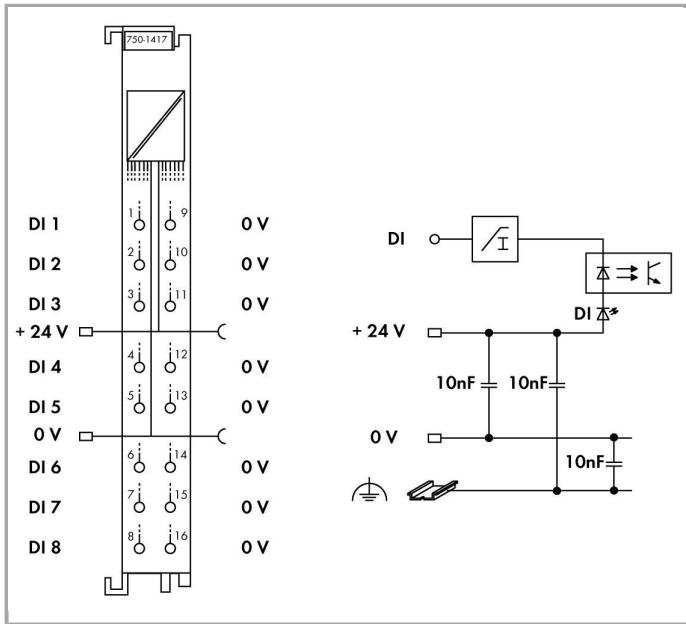 750-1417
DI 1 1 9 0 V
DI 2 2 10 0 V
DI 3 3 11 0 V
+ 24 V
DI 4 4 12 0 V
DI 5 5 13 0 V
0 V
DI 6 6 14 0 V
DI 7 7 15 0 V
DI 8 8 16 0 V
DI
I
DI
+ 24 V
10nF 10nF
0 V
10nF